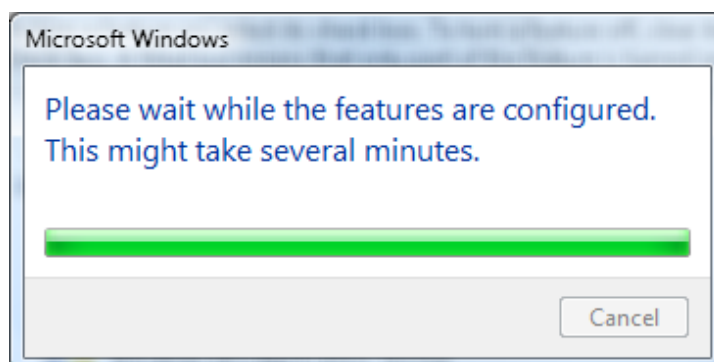 Microsoft Windows
Please wait while the features are configured.
This might take several minutes.
Cancel